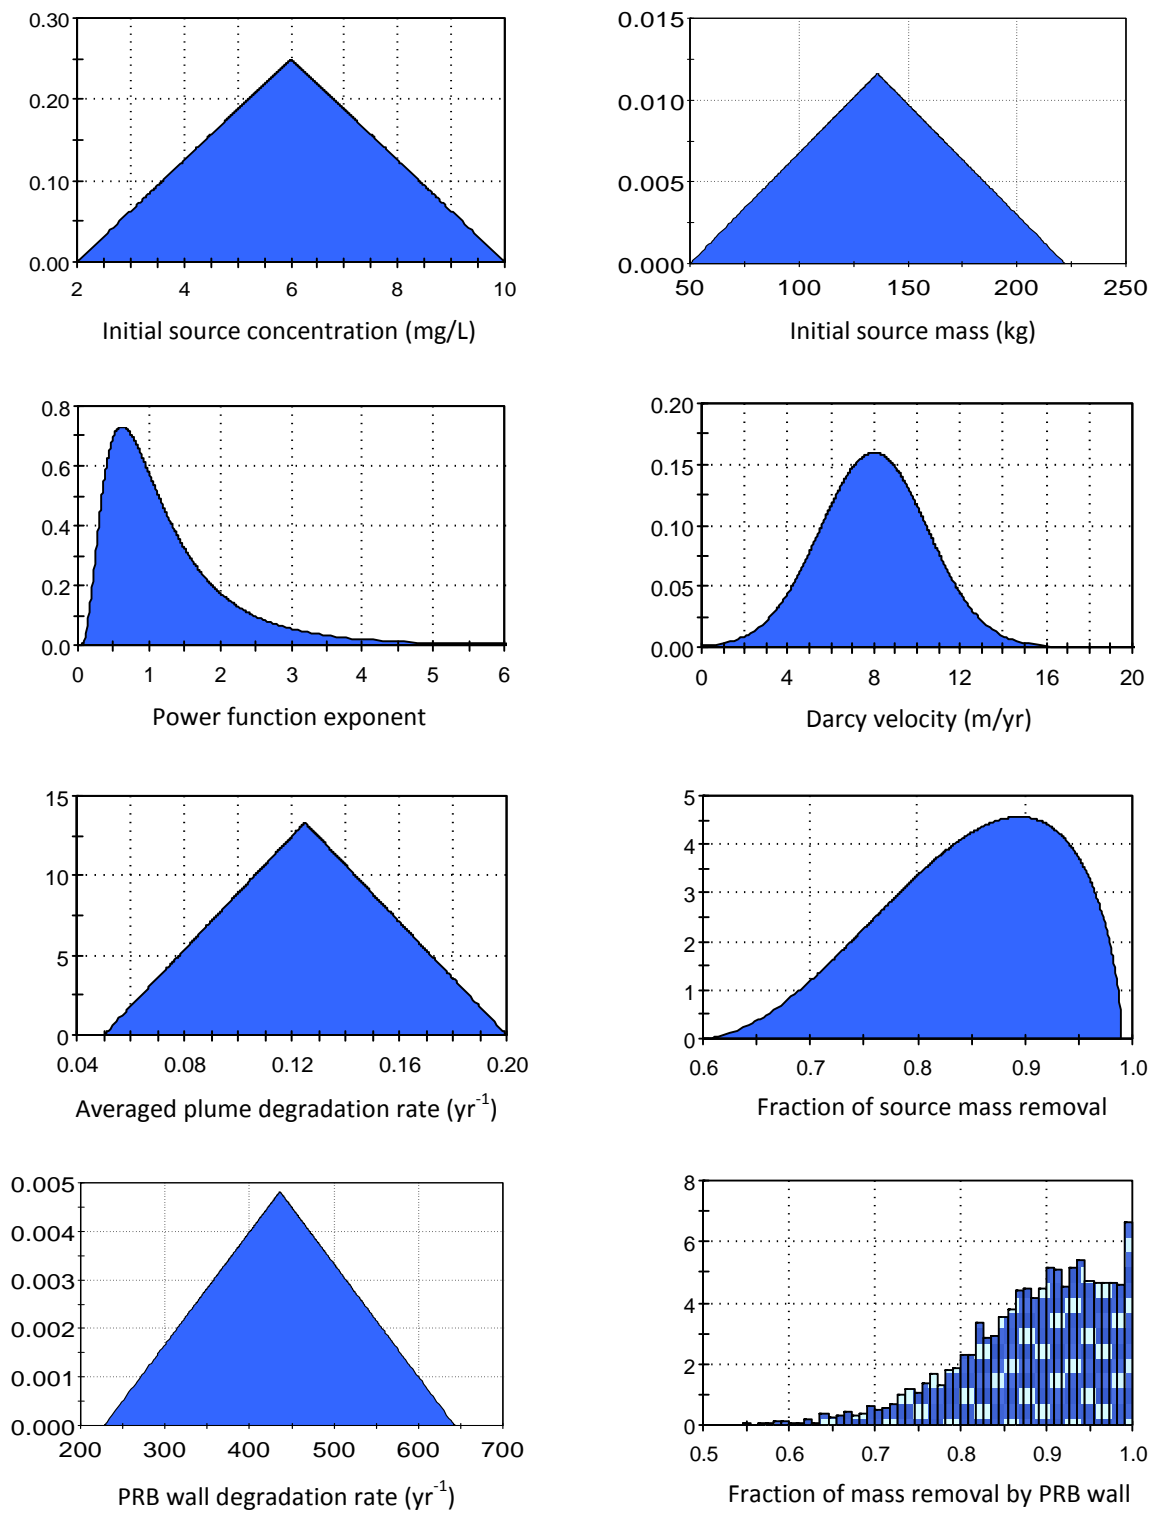 0.30
0.20
0.10
0.00
2 4 6 8 10
Initial source concentration (mg/L)
0.015
0.010
0.005
0.000
50 100 150 200 250
Initial source mass (kg)
0.8
0.6
0.4
0.2
0.0
0 1 2 3 4 5 6
Power function exponent
0.20
0.15
0.10
0.05
0.00
0 4 8 12 16 20
Darcy velocity (m/yr)
15
10
5
0
0.04 0.08 0.12 0.16 0.20
Averaged plume degradation rate (yr⁻¹)
5
4
3
2
1
0
0.6 0.7 0.8 0.9 1.0
Fraction of source mass removal
0.005
0.004
0.003
0.002
0.001
0.000
200 300 400 500 600 700
PRB wall degradation rate (yr⁻¹)
8
6
4
2
0
0.5 0.6 0.7 0.8 0.9 1.0
Fraction of mass removal by PRB wall